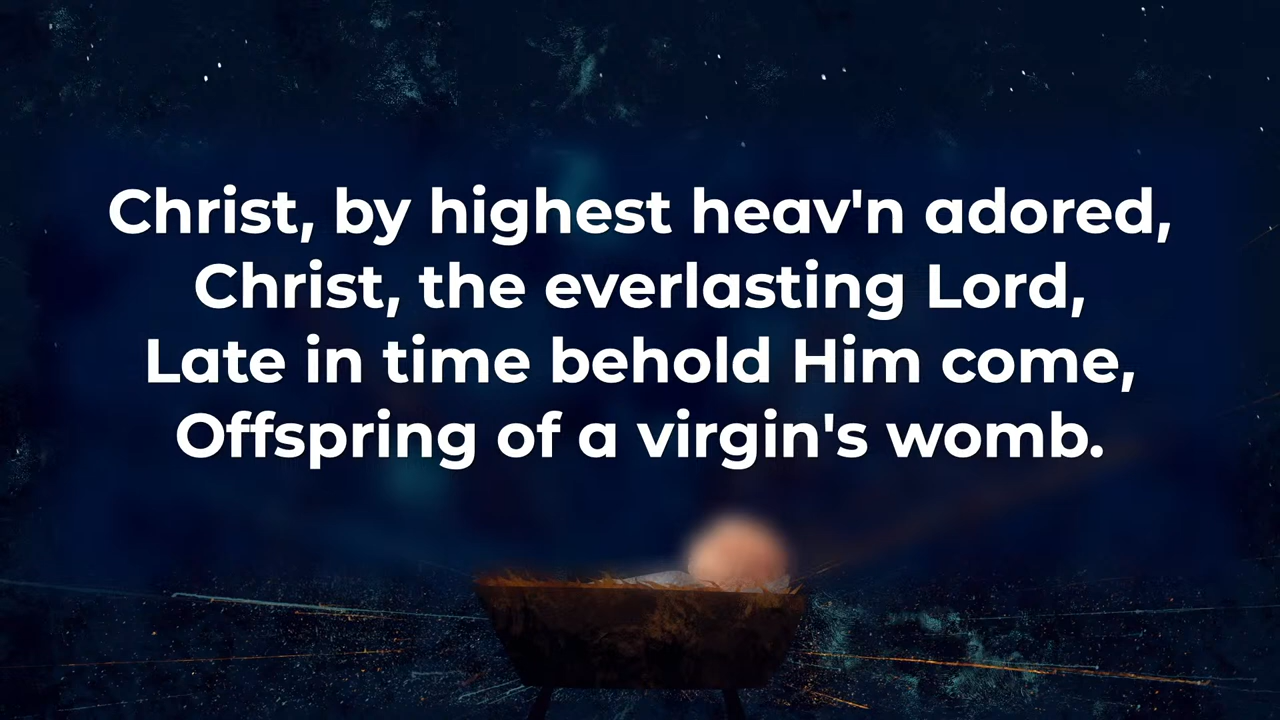 Christ, by highest heav'n adored,
Christ, the everlasting Lord,
Late in time behold Him come,
Offspring of a virgin's womb.